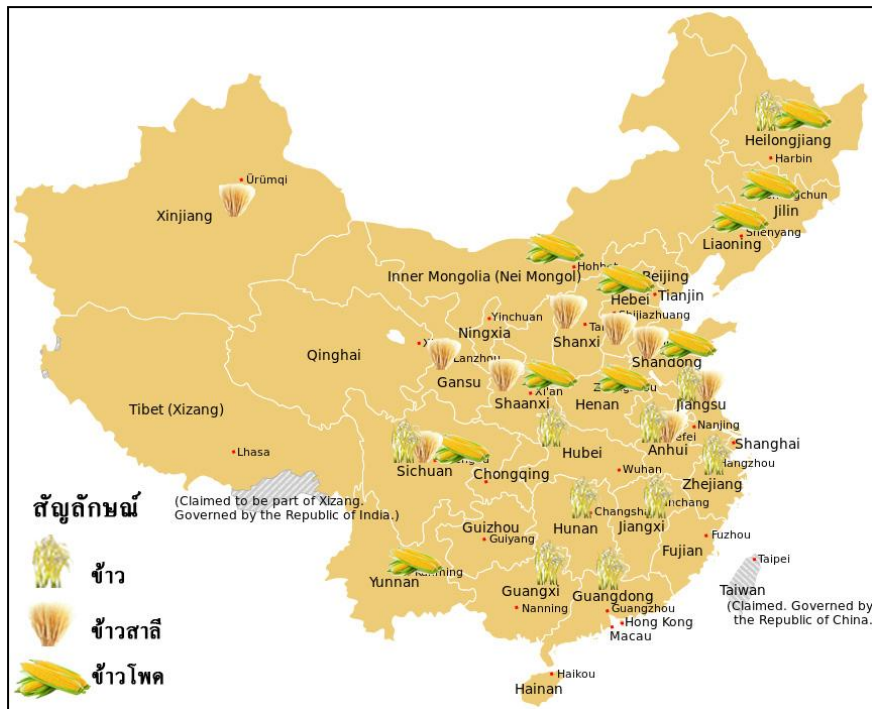 Heilongjiang
Harbin
Jilin
Ürümqi
Xinjiang
Shenyang
Liaoning
Inner Mongolia (Nei Mongol)
Beijing
Hebei
Tianjin
Yinchuan
Shijiazhuang
Ningxia
Shanxi
Qinghai
Lanzhou
Shandong
Gansu
Xi'an
Shaanxi
Henan
Jiangsu
Tibet (Xizang)
Nanjing
Lhasa
Hubei
Anhui
Shanghai
Sichuan
Wuhan
Chongqing
Zhejiang
สัญลักษณ์
(Claimed to be part of Xizang.
Governed by the Republic of India.)
Hunan
Jiangxi
Guizhou
Guiyang
Fuzhou
Fujian
ข้าว
Yunnan
Taipei
Guangxi
Guangdong
Taiwan
Nanning
Guangzhou
(Claimed. Governed by
the Republic of China.
Hong Kong
Macau
ข้าวสาลี
ข้าวโพด
Haikou
Hainan